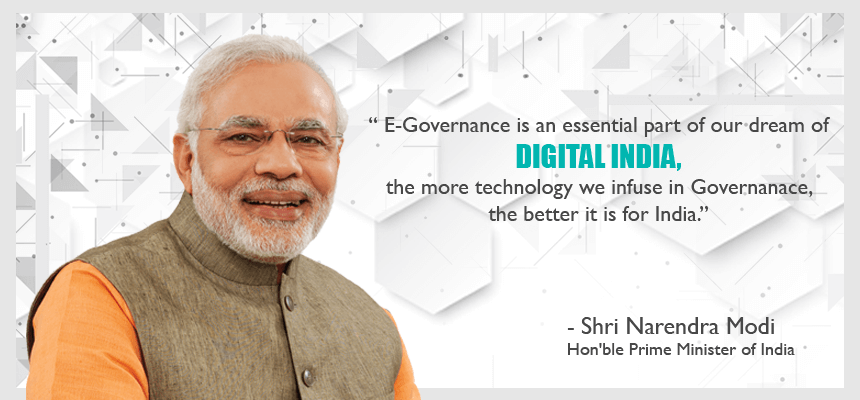 “ E-Governance is an essential part of our dream of
DIGITAL INDIA,
the more technology we infuse in Governanace,
the better it is for India.”
- Shri Narendra Modi
Hon'ble Prime Minister of India